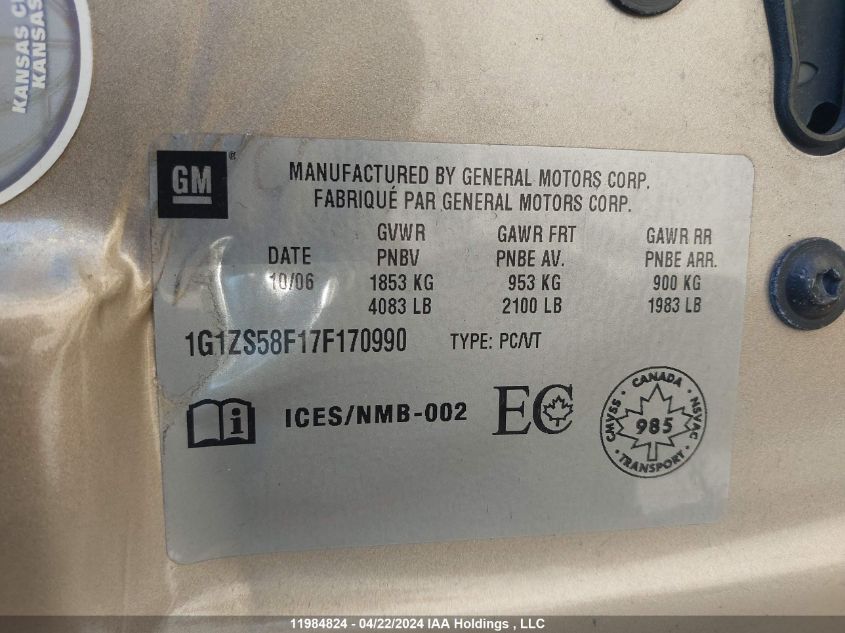 KANSAS C
KANSAS
GM®
MANUFACTURED BY GENERAL MOTORS CORP.
FABRIQUÉ PAR GENERAL MOTORS CORP.
GVWR GAWR FRT GAWR RR
DATE PNBV PNBE AV. PNBE ARR.
10/06 1853 KG 953 KG 900 KG
4083 LB 2100 LB 1983 LB
1G1ZS58F17F170990 TYPE: PC/VT
i ICES/NMB-002 EC
CANADA
CMVSS 985 NSVAC
TRANSPORT
11984824 - 04/22/2024 IAA Holdings , LLC